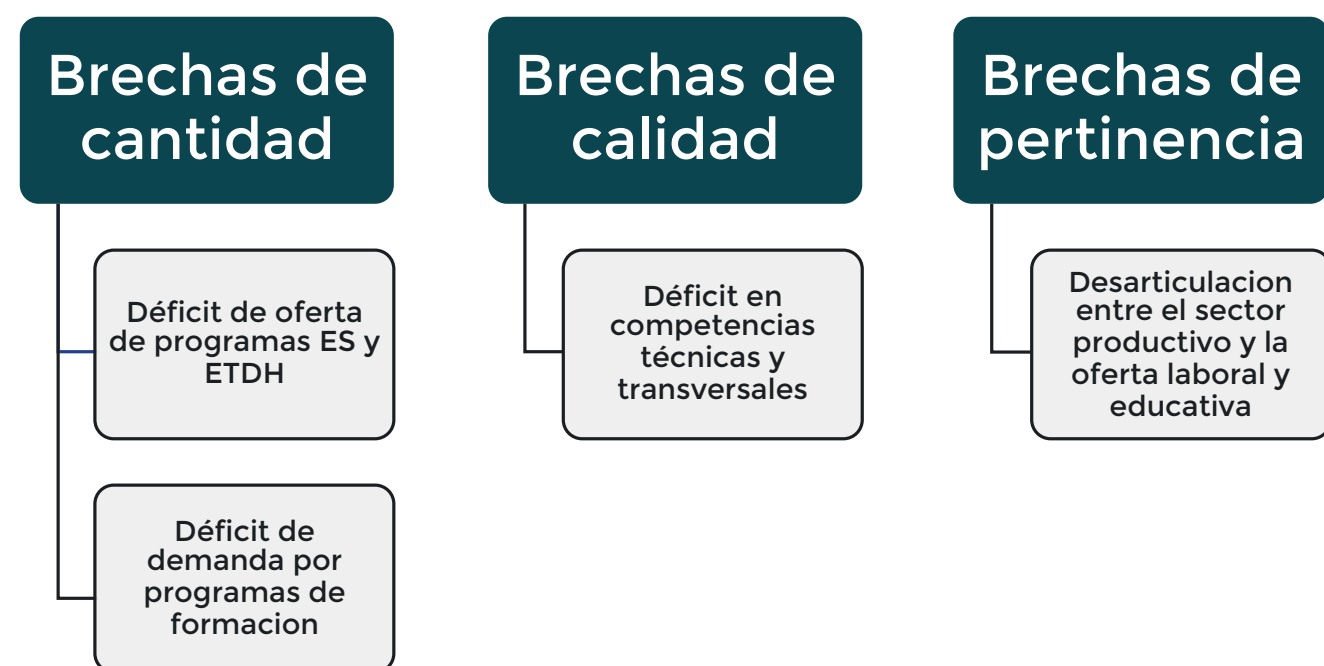 Brechas de
cantidad
Déficit de oferta
de programas ES y
ETDH
Déficit de
demanda por
programas de
formacion
Brechas de
calidad
Déficit en
competencias
técnicas y
transversales
Brechas de
pertinencia
Desarticulacion
entre el sector
productivo y la
oferta laboral y
educativa